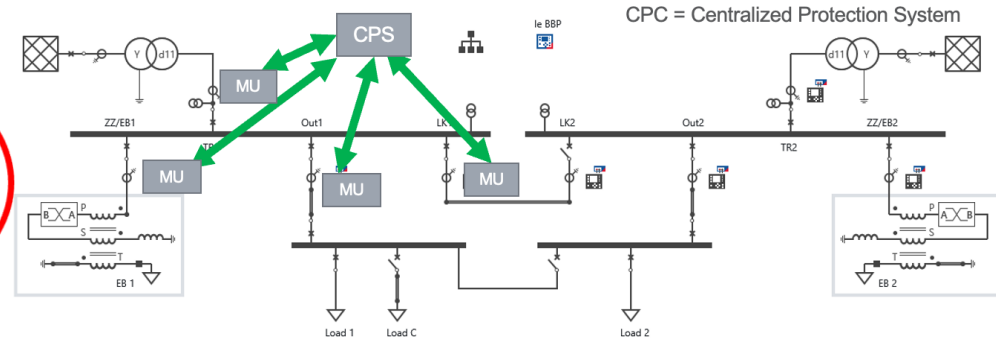 CPC = Centralized Protection System
le BBP
CPS
Y
d11
d11
Y
MU
ZZ/EB1
Out1
LK
LK2
Out2
ZZ/EB2
TR
TR2
MU
MU
MU
B
A
P
S
T
EB 1
P
A
B
S
T
EB 2
Load 1
Load C
Load 2